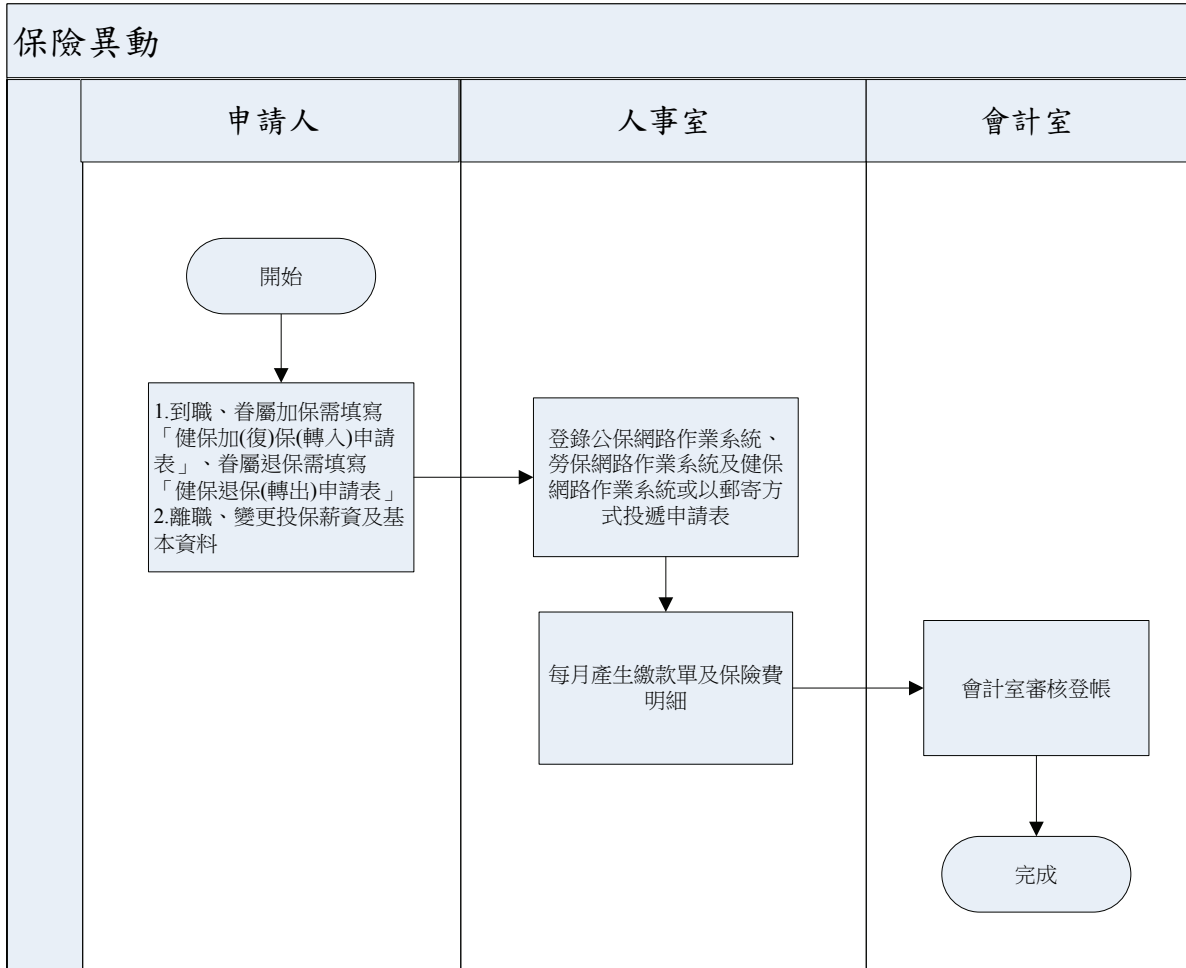 保險異動
申請人
人事室
會計室
開始
1.到職、眷屬加保需填寫
「健保加(復)保(轉入)申請
表」、眷屬退保需填寫
「健保退保(轉出)申請表」
2.離職、變更投保薪資及基
本資料
登錄公保網路作業系統、
勞保網路作業系統及健保
網路作業系統或以郵寄方
式投遞申請表
每月產生繳款單及保險費
明細
會計室審核登帳
完成